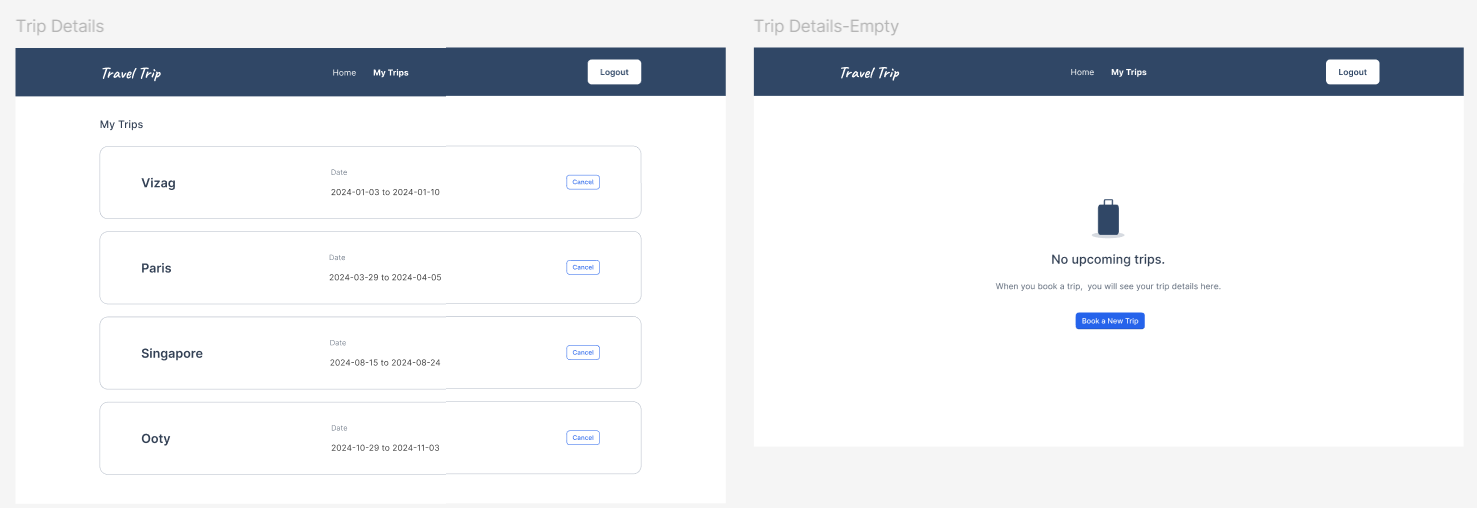 Trip Details
Travel Trip
Home My Trips
Logout
My Trips
Vizag
Date
2024-01-03 to 2024-01-10
Cancel
Paris
Date
2024-03-29 to 2024-04-05
Cancel
Singapore
Date
2024-08-15 to 2024-08-24
Cancel
Ooty
Date
2024-10-29 to 2024-11-03
Cancel
Trip Details-Empty
Travel Trip
Home My Trips
Logout
No upcoming trips.
When you book a trip, you will see your trip details here.
Book a New Trip